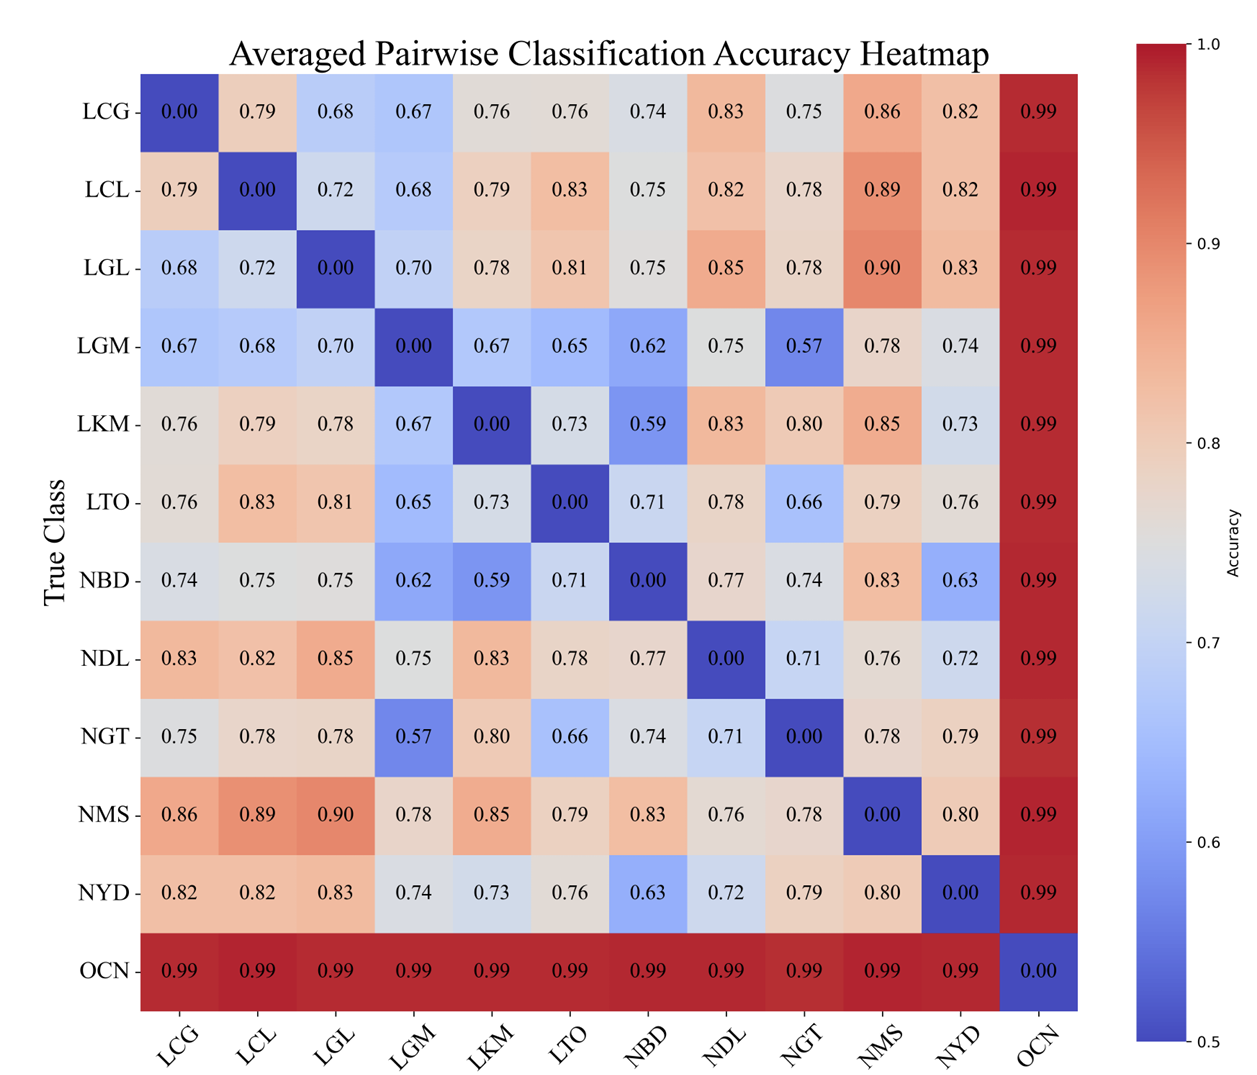 Averaged Pairwise Classification Accuracy Heatmap
LCG 0.00 0.79 0.68 0.67 0.76 0.76 0.74 0.83 0.75 0.86 0.82 0.99
LCL 0.79 0.00 0.72 0.68 0.79 0.83 0.75 0.82 0.78 0.89 0.82 0.99
LGL 0.68 0.72 0.00 0.70 0.78 0.81 0.75 0.85 0.78 0.90 0.83 0.99
LGM 0.67 0.68 0.70 0.00 0.67 0.65 0.62 0.75 0.57 0.78 0.74 0.99
LKM 0.76 0.79 0.78 0.67 0.00 0.73 0.59 0.83 0.80 0.85 0.73 0.99
LTO 0.76 0.83 0.81 0.65 0.73 0.00 0.71 0.78 0.66 0.79 0.76 0.99
NBD 0.74 0.75 0.75 0.62 0.59 0.71 0.00 0.77 0.74 0.83 0.63 0.99
NDL 0.83 0.82 0.85 0.75 0.83 0.78 0.77 0.00 0.71 0.76 0.72 0.99
NGT 0.75 0.78 0.78 0.57 0.80 0.66 0.74 0.71 0.00 0.78 0.79 0.99
NMS 0.86 0.89 0.90 0.78 0.85 0.79 0.83 0.76 0.78 0.00 0.80 0.99
NYD 0.82 0.82 0.83 0.74 0.73 0.76 0.63 0.72 0.79 0.80 0.00 0.99
OCN 0.99 0.99 0.99 0.99 0.99 0.99 0.99 0.99 0.99 0.99 0.99 0.00
LCG LCL LGL LGM LKM LTO NBD NDL NGT NMS NYD OCN
True Class
1.0
0.9
0.8
0.7
0.6
0.5
Accuracy